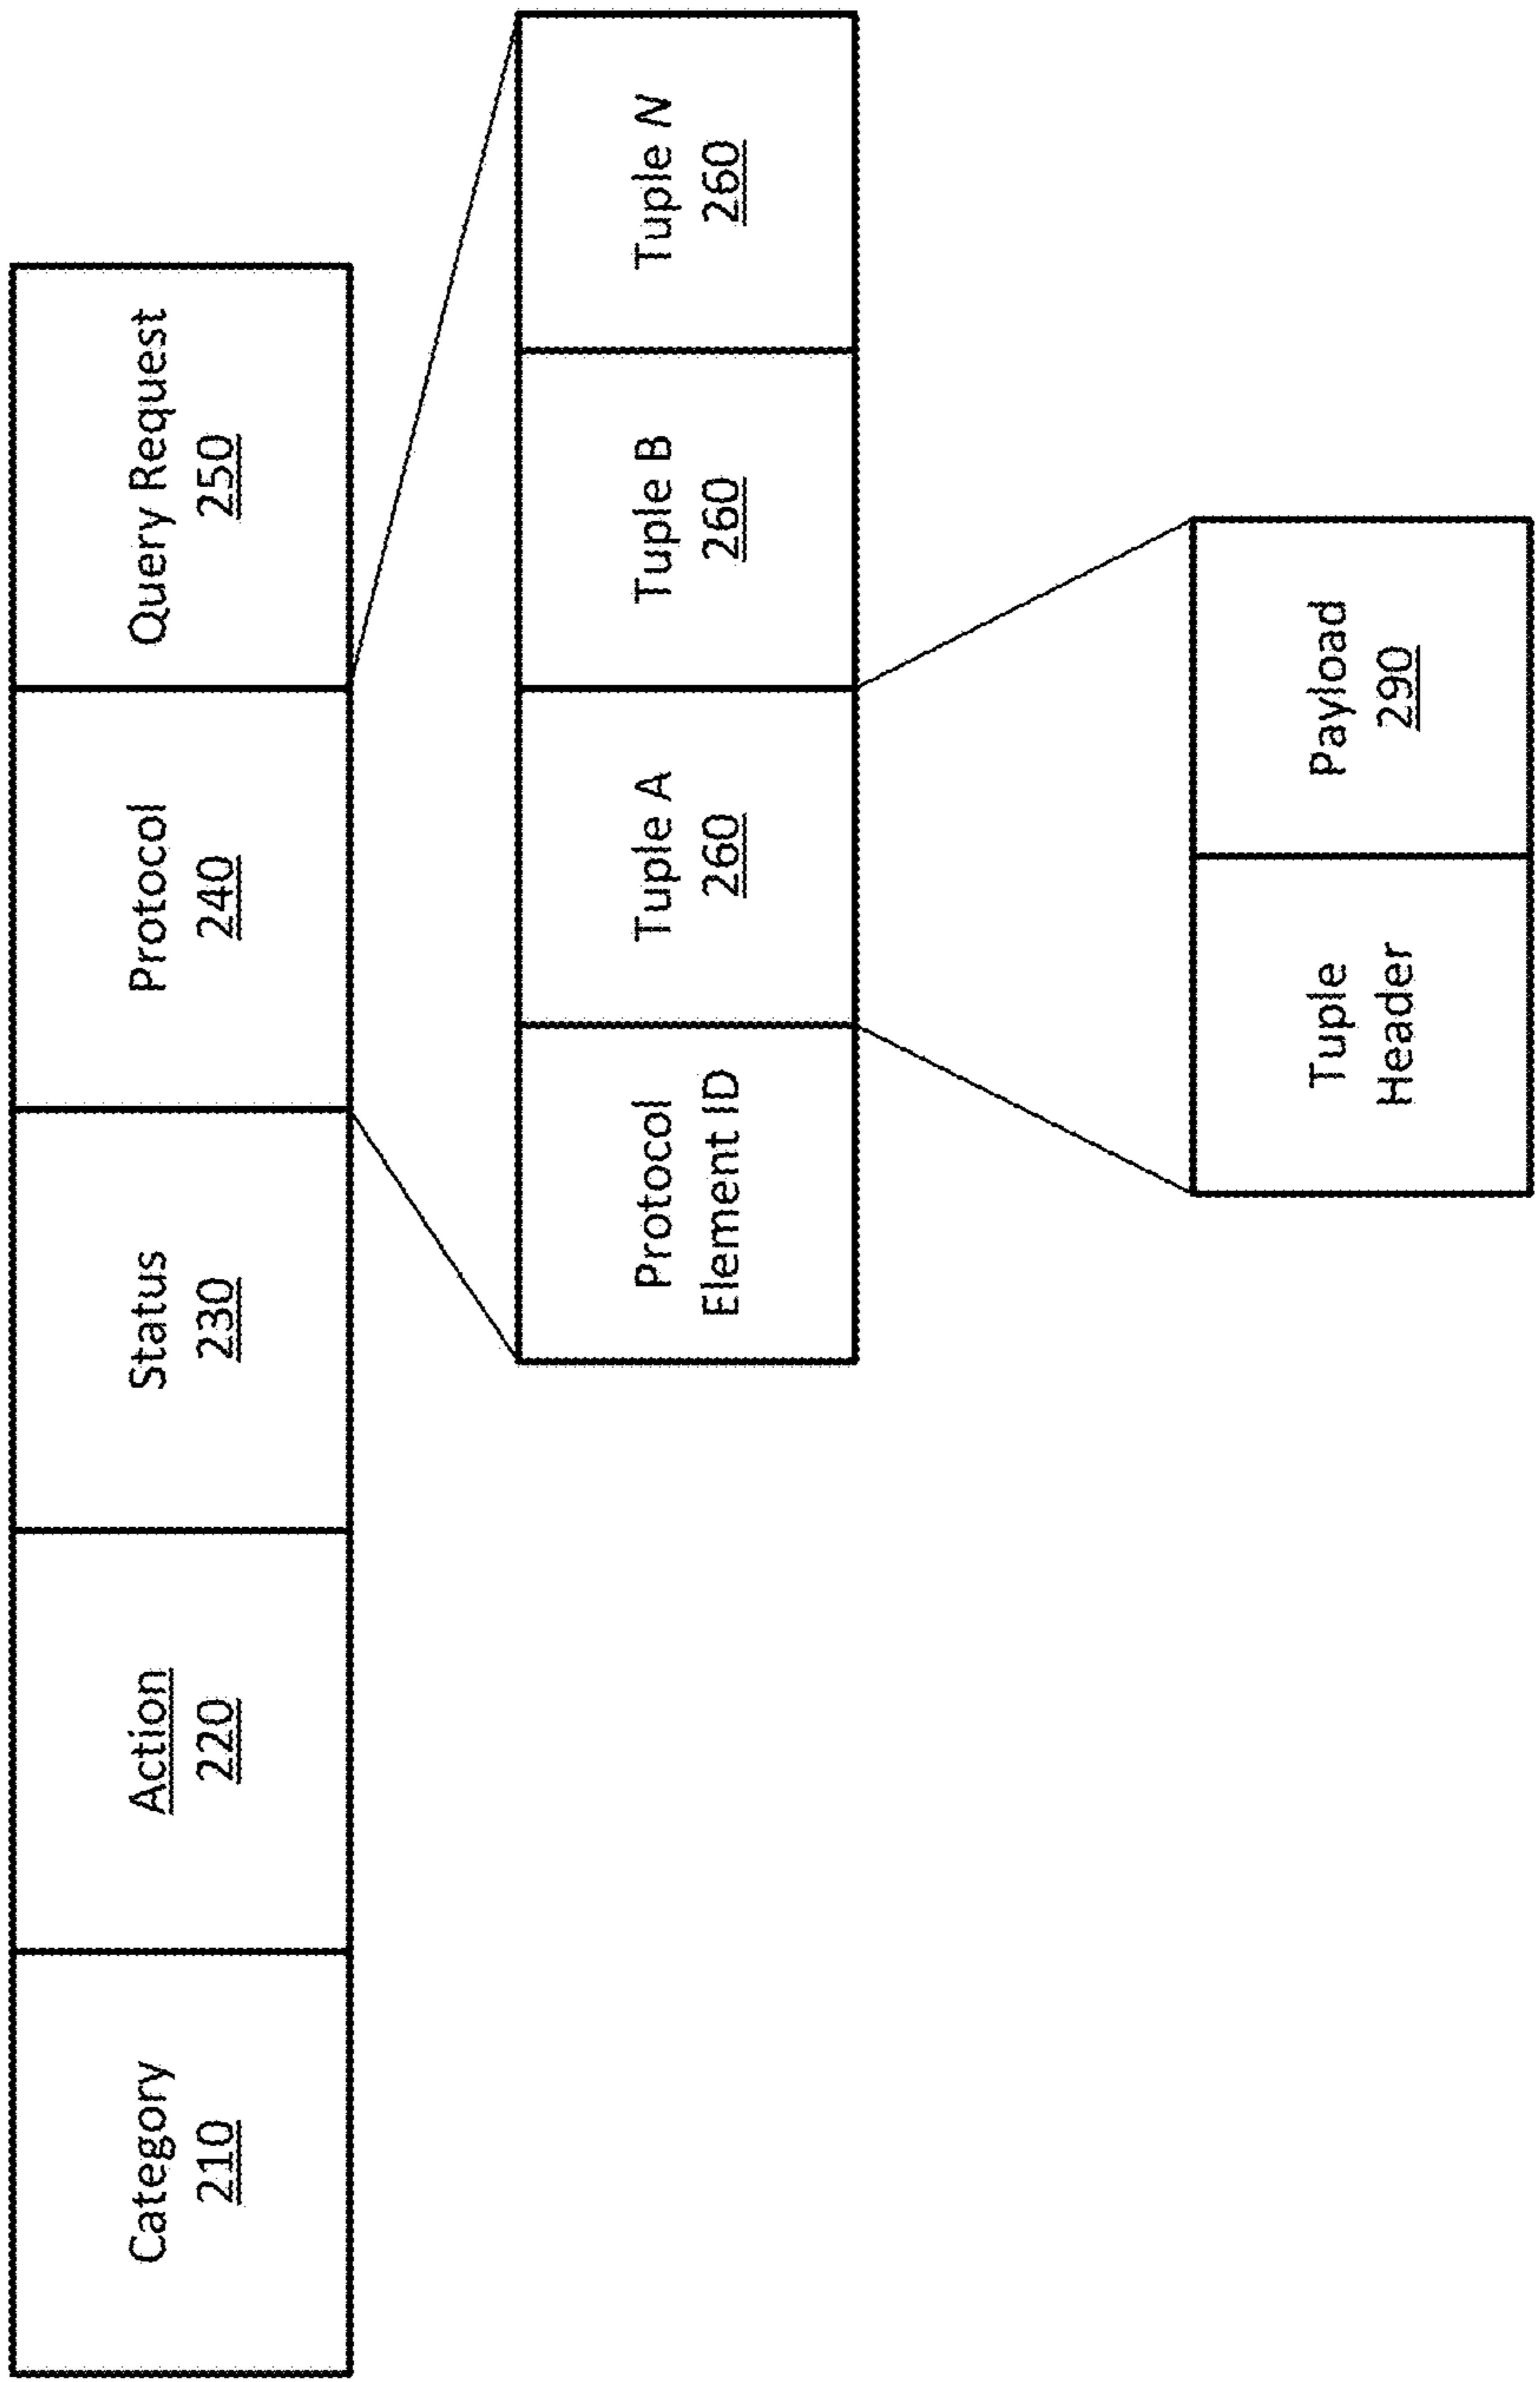 Category
210
Action
220
Status
230
Protocol
240
Query Request
250
Protocol
Element ID
Tuple A
260
Tuple B
260
Tuple N
260
Tuple
Header
Payload
290